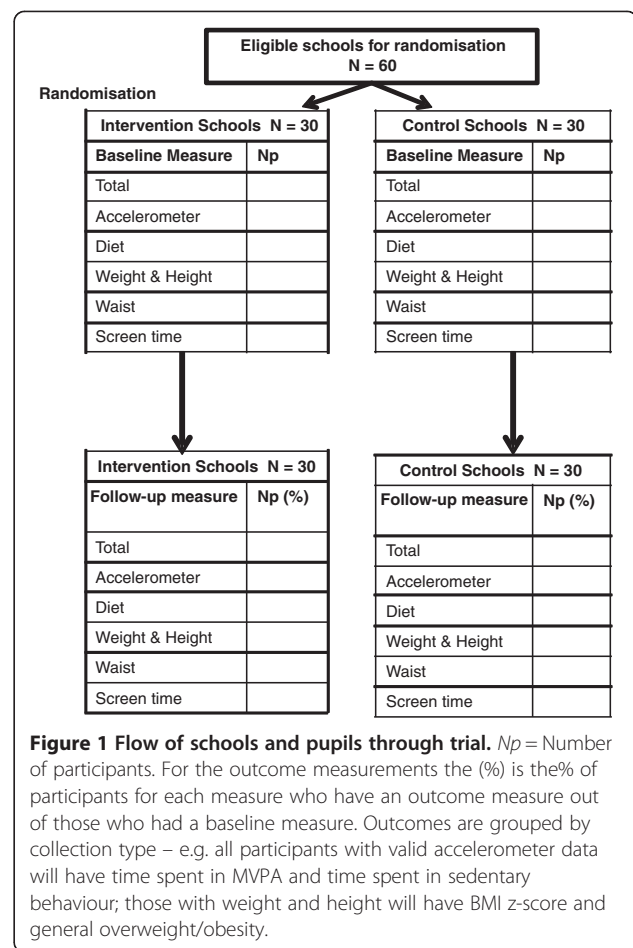 Eligible schools for randomisation
N = 60
Randomisation
Intervention Schools N = 30
Baseline Measure Np
Total
Accelerometer
Diet
Weight & Height
Waist
Screen time
Control Schools N = 30
Baseline Measure Np
Total
Accelerometer
Diet
Weight & Height
Waist
Screen time
Intervention Schools N = 30
Follow-up measure Np (%)
Total
Accelerometer
Diet
Weight & Height
Waist
Screen time
Control Schools N = 30
Follow-up measure Np (%)
Total
Accelerometer
Diet
Weight & Height
Waist
Screen time
Figure 1 Flow of schools and pupils through trial. Np = Number
of participants. For the outcome measurements the (%) is the% of
participants for each measure who have an outcome measure out
of those who had a baseline measure. Outcomes are grouped by
collection type – e.g. all participants with valid accelerometer data
will have time spent in MVPA and time spent in sedentary
behaviour; those with weight and height will have BMI z-score and
general overweight/obesity.